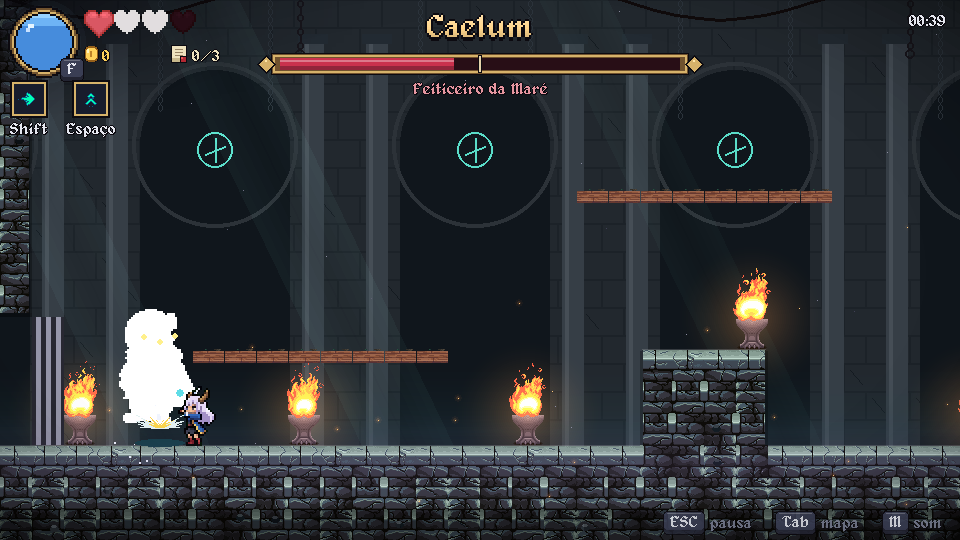 Caelum
00:39
0
0/3
F
Feiticeiro da Maré
Shift
Espaço
ESC pausa
Tab mapa
M som